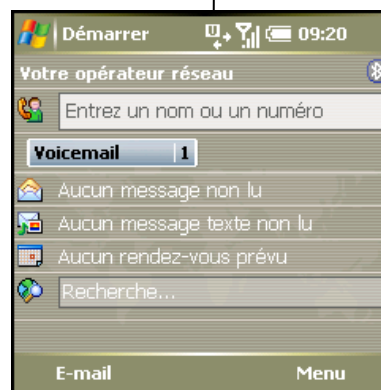 Démarrer 09:20
Votre opérateur réseau
Entrez un nom ou un numéro
Voicemail 1
Aucun message non lu
Aucun message texte non lu
Aucun rendez-vous prévu
Recherche...
E-mail Menu